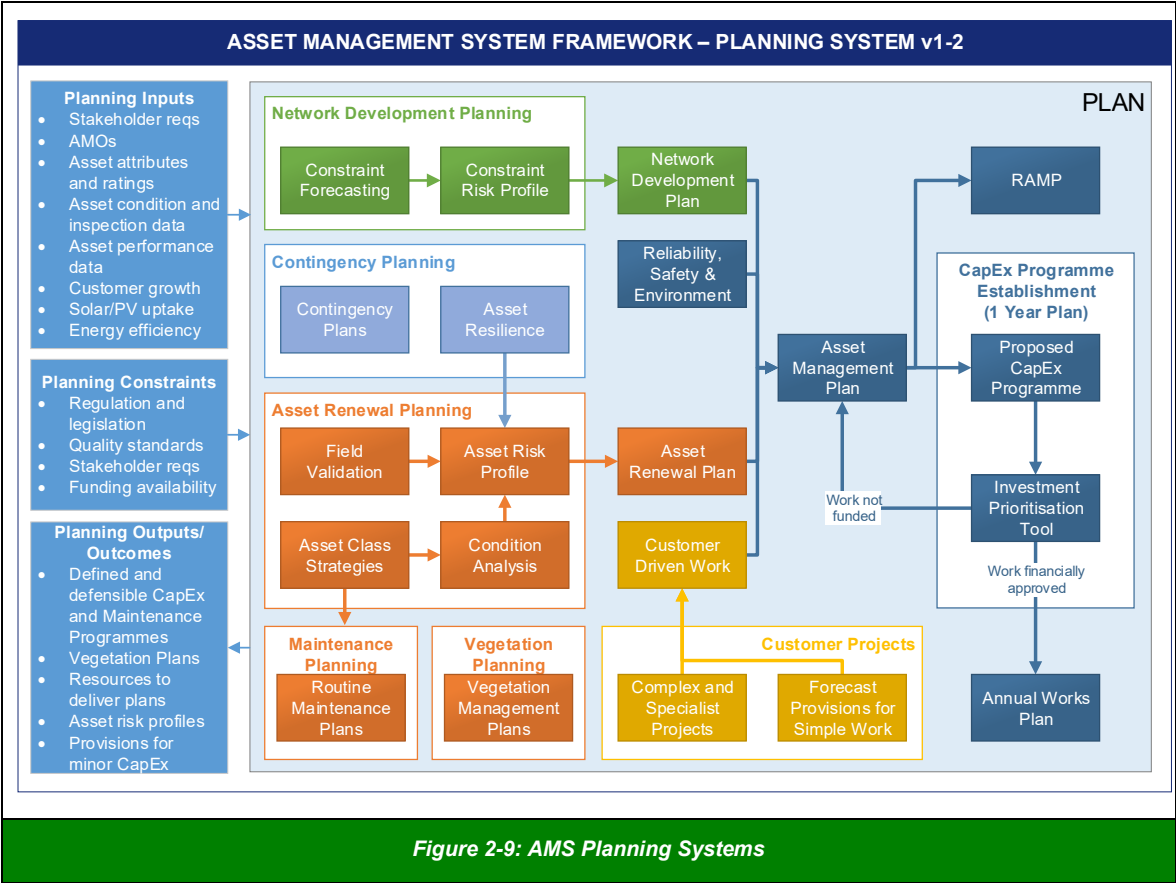 ASSET MANAGEMENT SYSTEM FRAMEWORK – PLANNING SYSTEM v1-2
Planning Inputs
• Stakeholder reqs
• AMOs
• Asset attributes
and ratings
• Asset condition and
inspection data
• Asset performance
data
• Customer growth
• Solar/PV uptake
• Energy efficiency
Planning Constraints
• Regulation and
legislation
• Quality standards
• Stakeholder reqs
• Funding availability
Planning Outputs/
Outcomes
• Defined and
defensible CapEx
and Maintenance
Programmes
• Vegetation Plans
• Resources to
deliver plans
• Asset risk profiles
• Provisions for
minor CapEx
PLAN
Network Development Planning
Constraint
Forecasting
Constraint
Risk Profile
Network
Development
Plan
RAMP
Contingency Planning
Contingency
Plans
Asset
Resilience
Reliability,
Safety &
Environment
Asset Renewal Planning
Field
Validation
Asset Risk
Profile
Asset
Renewal Plan
Asset Class
Strategies
Condition
Analysis
Customer
Driven Work
Asset
Management
Plan
CapEx Programme
Establishment
(1 Year Plan)
Proposed
CapEx
Programme
Work not
funded
Investment
Prioritisation
Tool
Work financially
approved
Maintenance
Planning
Routine
Maintenance
Plans
Vegetation
Planning
Vegetation
Management
Plans
Customer Projects
Complex and
Specialist
Projects
Forecast
Provisions for
Simple Work
Annual Works
Plan
Figure 2-9: AMS Planning Systems